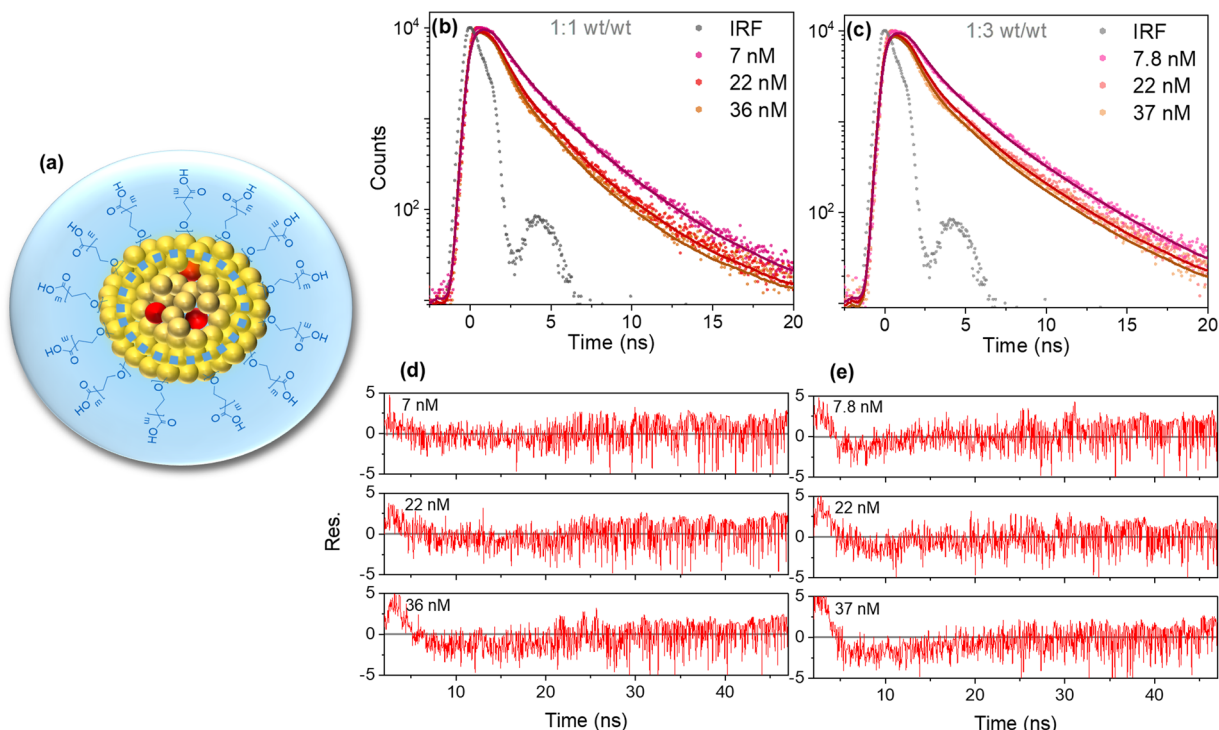 (a)
OH
O
m
(b)
1:1 wt/wt
IRF
7 nM
22 nM
36 nM
10⁴
10³
10²
Counts
0 5 10 15 20
Time (ns)
(c)
1:3 wt/wt
IRF
7.8 nM
22 nM
37 nM
10⁴
10³
10²
0 5 10 15 20
Time (ns)
(d)
7 nM
5
0
-5
22 nM
5
0
-5
36 nM
5
0
-5
Res.
10 20 30 40
Time (ns)
(e)
7.8 nM
5
0
-5
22 nM
5
0
-5
37 nM
5
0
-5
10 20 30 40
Time (ns)